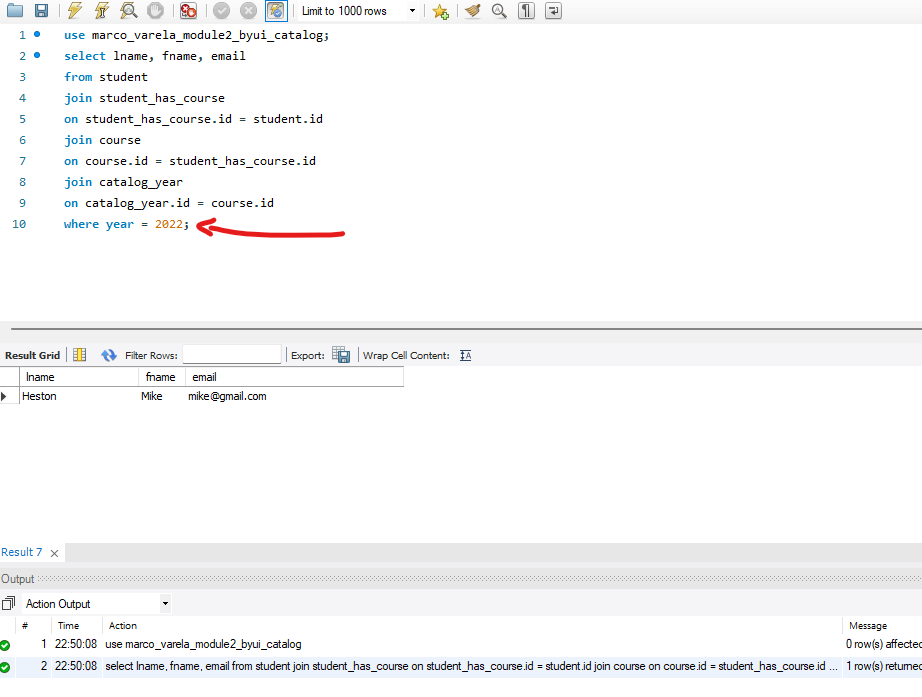 Limit to 1000 rows
1 use marco_varela_module2_byui_catalog;
2 select lname, fname, email
3 from student
4 join student_has_course
5 on student_has_course.id = student.id
6 join course
7 on course.id = student_has_course.id
8 join catalog_year
9 on catalog_year.id = course.id
10 where year = 2022;
Result Grid Filter Rows: Export: Wrap Cell Content:
lname fname email
Heston Mike mike@gmail.com
Result 7
Output
Action Output
# Time Action Message
1 22:50:08 use marco_varela_module2_byui_catalog 0 row(s) affected
2 22:50:08 select lname, fname, email from student join student_has_course on student_has_course.id = student.id join course on course.id = student_has_course.id ... 1 row(s) returned